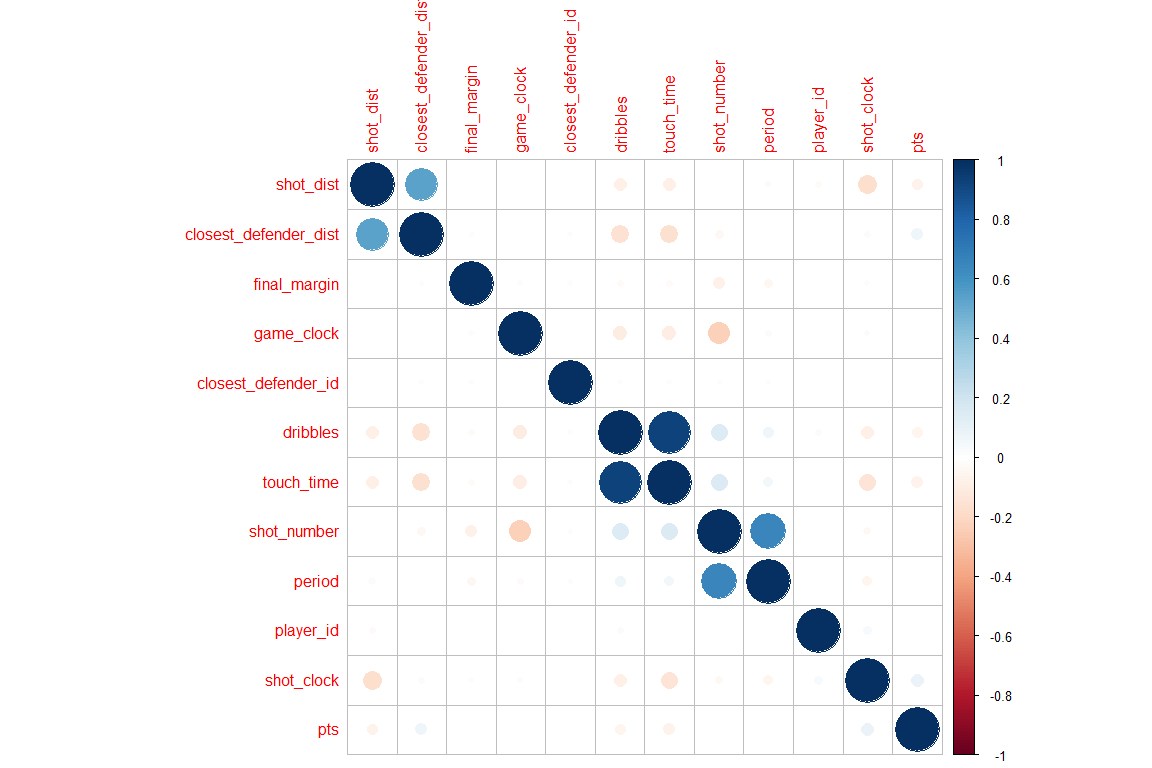 shot_dist
closest_defender_dist
final_margin
game_clock
closest_defender_id
dribbles
touch_time
shot_number
period
player_id
shot_clock
pts
shot_dist
closest_defender_dist
final_margin
game_clock
closest_defender_id
dribbles
touch_time
shot_number
period
player_id
shot_clock
pts
1
0.8
0.6
0.4
0.2
0
-0.2
-0.4
-0.6
-0.8
-1